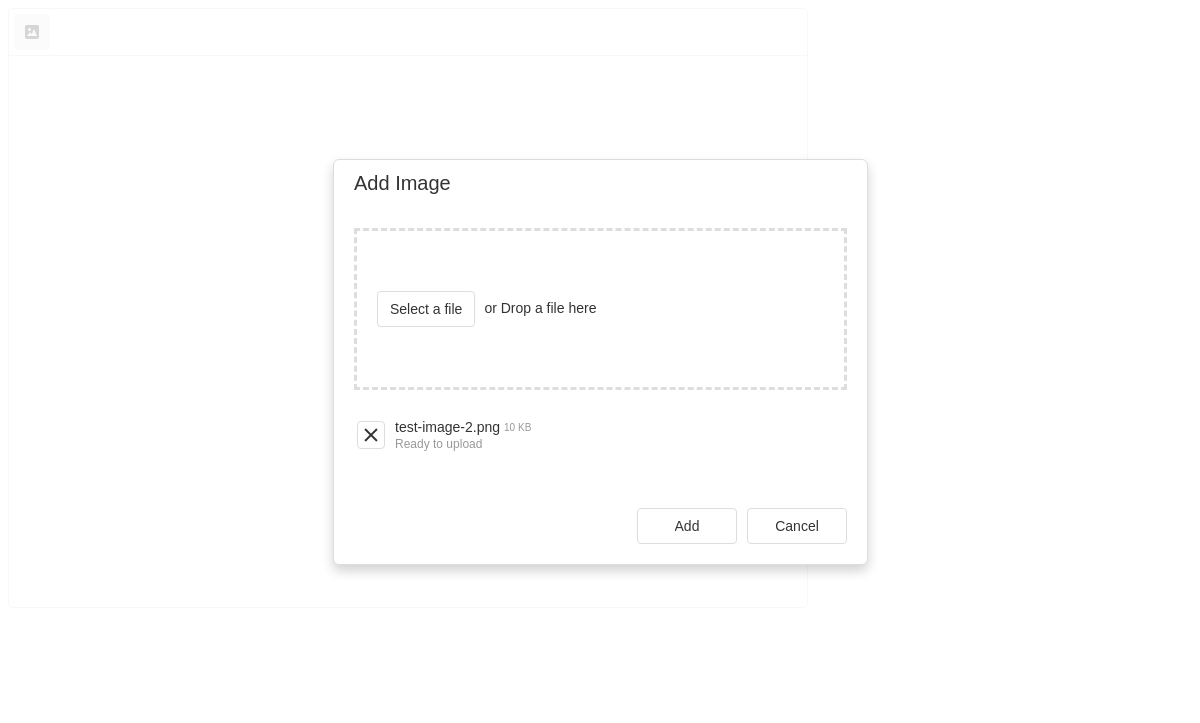 Add Image
Select a file or Drop a file here
test-image-2.png 10 KB
Ready to upload
Add Cancel